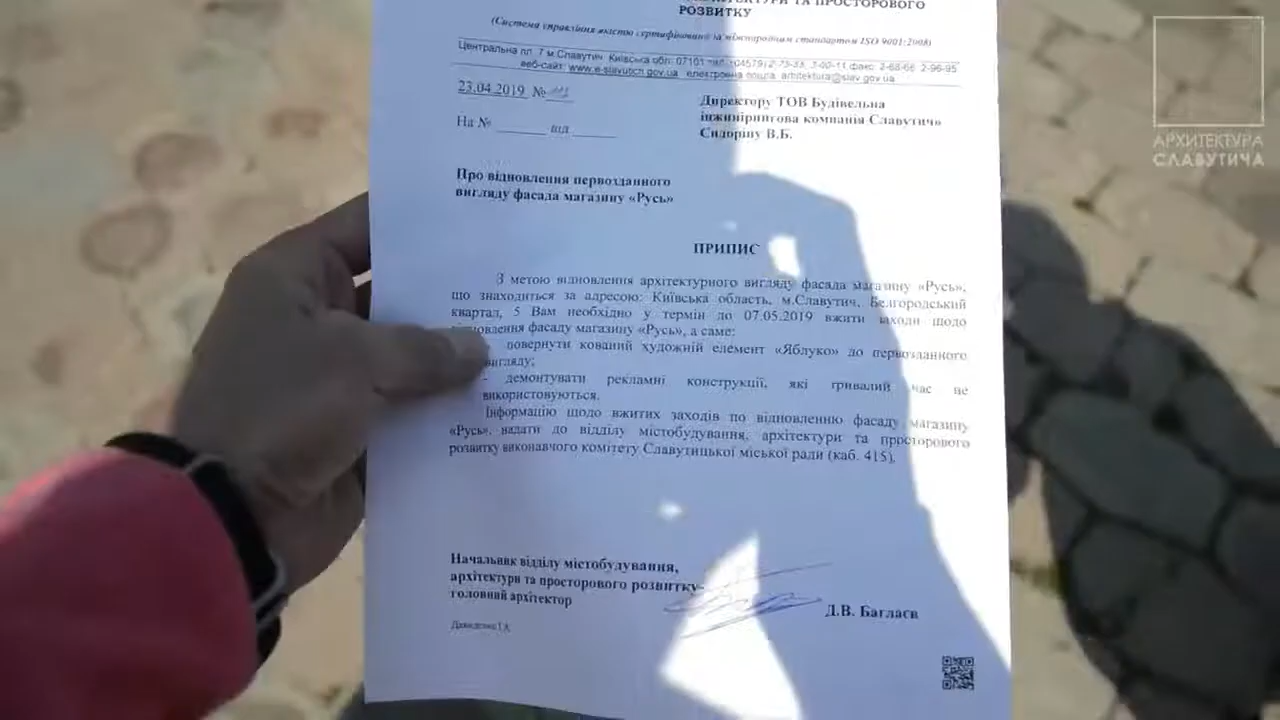 ТА ПРОСТОРОВОГО
РОЗВИТКУ
(Система управління якістю сертифікована за міжнародним стандартом ISO 9001:2008)
Центральна пл. 7 м.Славутич Київська обл. 07101 тел. (04579) 2-73-33, 3-00-11 факс: 2-68-66 2-96-95
веб-сайт: www.e-slavutich.gov.ua електронна пошта arhitektura@slav.gov.ua
23.04.2019 №
На № ______ від ______
Директору ТОВ Будівельна
інжинірингова компанія Славутич»
Сидоріну В.Б.
Про відновлення первозданного
вигляду фасада магазину «Русь»
ПРИПИС
З метою відновлення архітектурного вигляду фасада магазину «Русь»,
що знаходиться за адресою: Київська область, м.Славутич, Бєлгородський
квартал, 5 Вам необхідно у термін до 07.05.2019 вжити заходи щодо
відновлення фасаду магазину «Русь», а саме:
повернути кований художній елемент «Яблуко» до первозданного
вигляду;
- демонтувати рекламні конструкції, які тривалий час не
використовуються.
Інформацію щодо вжитих заходів по відновленню фасаду магазину
«Русь» надати до відділу містобудування, архітектури та просторового
розвитку виконавчого комітету Славутицької міської ради (каб. 415).
Начальник відділу містобудування,
архітектури та просторового розвитку-
головний архітектор
Д.В. Баглаєв
АРХИТЕКТУРА
СЛАВУТИЧА